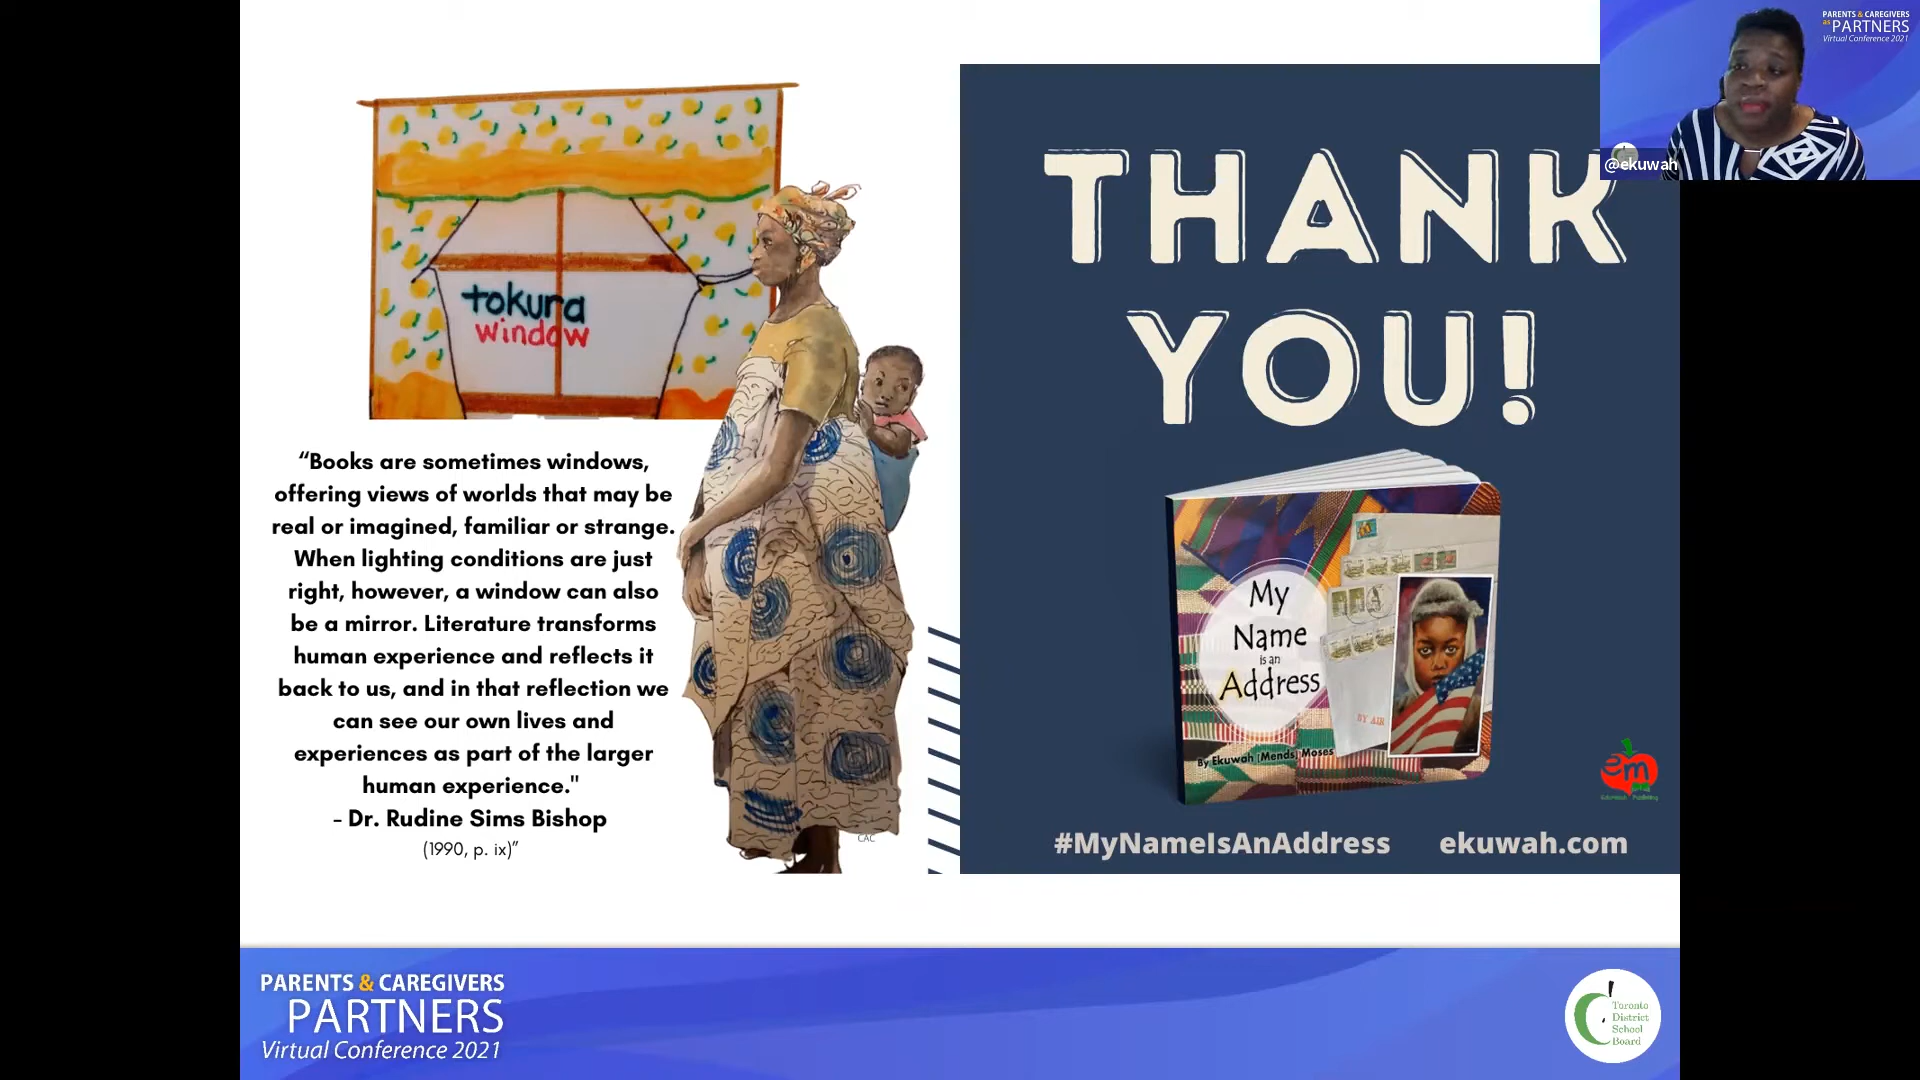 tokura
window
“Books are sometimes windows,
offering views of worlds that may be
real or imagined, familiar or strange.
When lighting conditions are just
right, however, a window can also
be a mirror. Literature transforms
human experience and reflects it
back to us, and in that reflection we
can see our own lives and
experiences as part of the larger
human experience."
- Dr. Rudine Sims Bishop
(1990, p. ix)”
CAC
THANK
YOU!
My
Name
is an
Address
BY AIR
By Ekuwah (Mends) Moses
em
#MyNameIsAnAddress
ekuwah.com
PARENTS & CAREGIVERS
as PARTNERS
Virtual Conference 2021
@ekuwah
PARENTS & CAREGIVERS
PARTNERS
Virtual Conference 2021
Toronto
District
School
Board